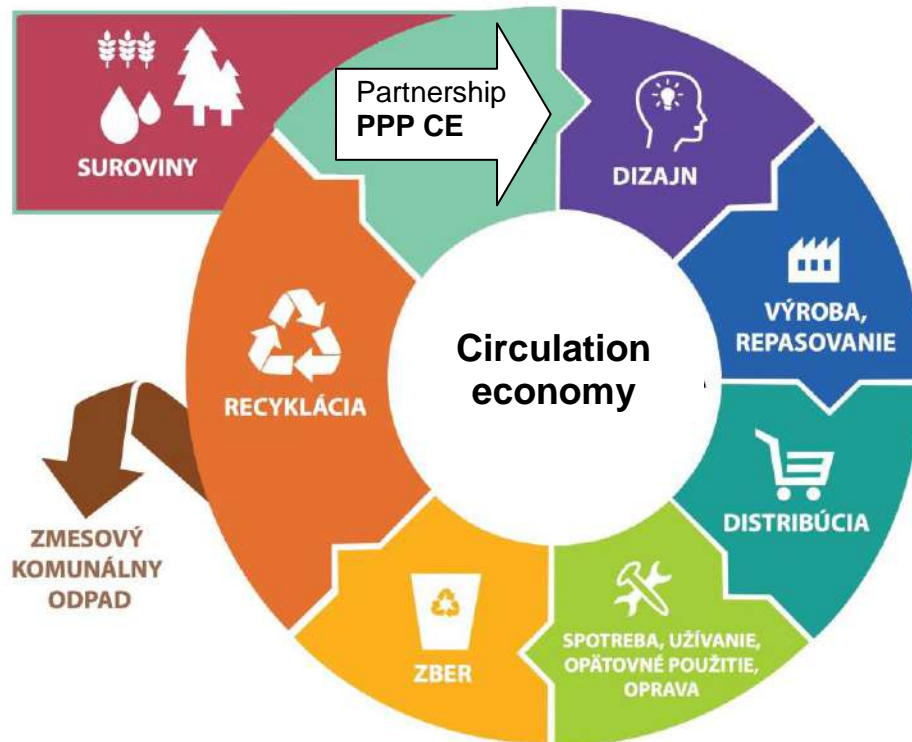 Partnership
PPP CE
SUROVINY
DIZAJN
VÝROBA,
REPASOVANIE
Circulation
economy
RECYKLÁCIA
DISTRIBÚCIA
ZMESOVÝ
KOMUNÁLNY
ODPAD
SPOTREBA, UŽÍVANIE,
OPÄTOVNÉ POUŽITIE,
OPRAVA
ZBER